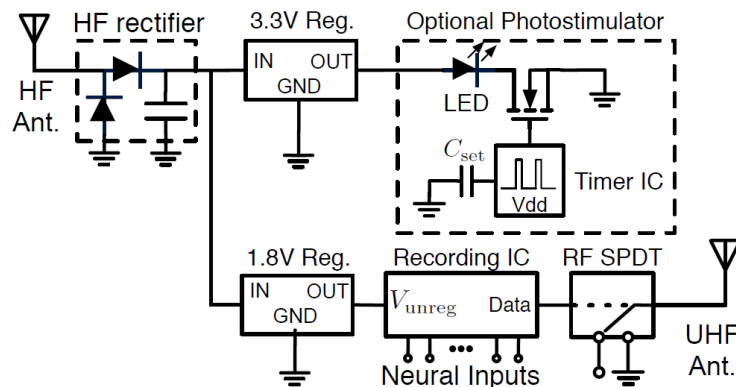 HF rectifier
3.3V Reg.
Optional Photostimulator
IN
OUT
GND
HF
Ant.
LED
C_set
Timer IC
Vdd
1.8V Reg.
Recording IC
RF SPDT
IN
OUT
GND
V_unreg
Data
UHF
Ant.
Neural Inputs